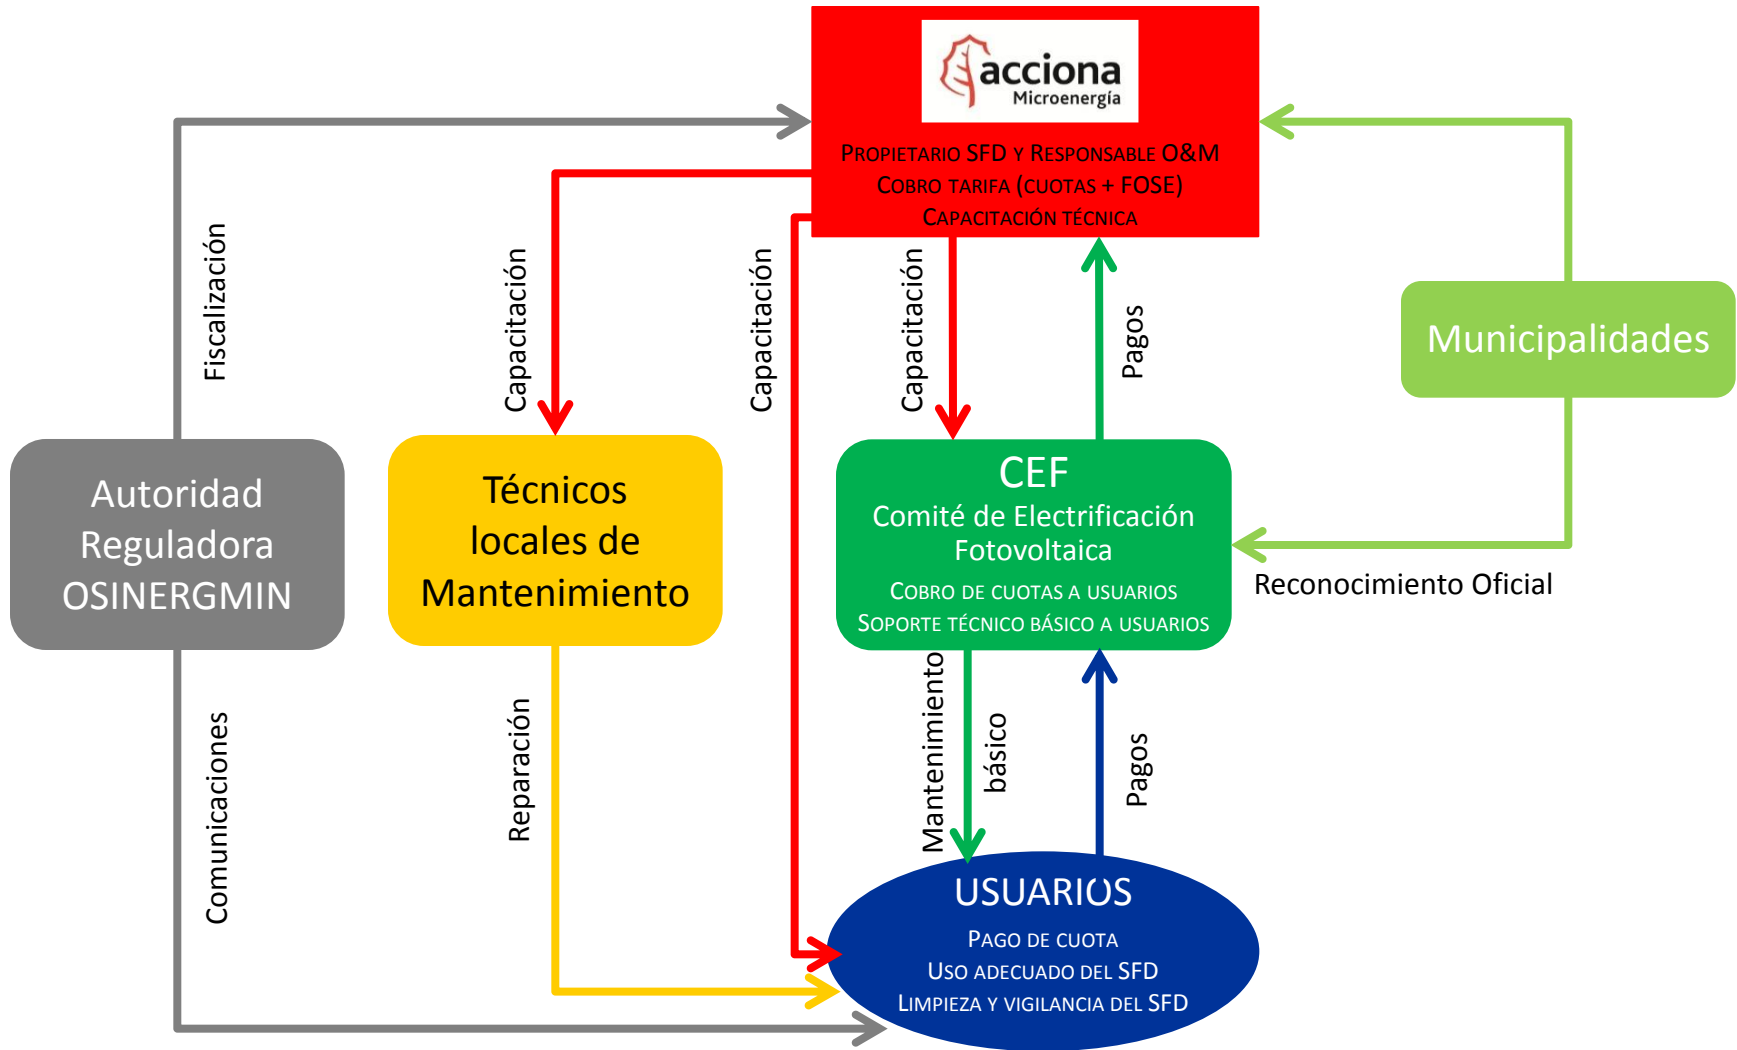 acciona
Microenergía
PROPIETARIO SFD Y RESPONSABLE O&M
COBRO TARIFA (CUOTAS + FOSE)
CAPACITACIÓN TÉCNICA
Fiscalización
Capacitación
Capacitación
Capacitación
Pagos
Municipalidades
Autoridad
Reguladora
OSINERGMIN
Técnicos
locales de
Mantenimiento
CEF
Comité de Electrificación
Fotovoltaica
COBRO DE CUOTAS A USUARIOS
SOPORTE TÉCNICO BÁSICO A USUARIOS
Reconocimiento Oficial
Comunicaciones
Reparación
Mantenimiento
básico
Pagos
USUARIOS
PAGO DE CUOTA
USO ADECUADO DEL SFD
LIMPIEZA Y VIGILANCIA DEL SFD